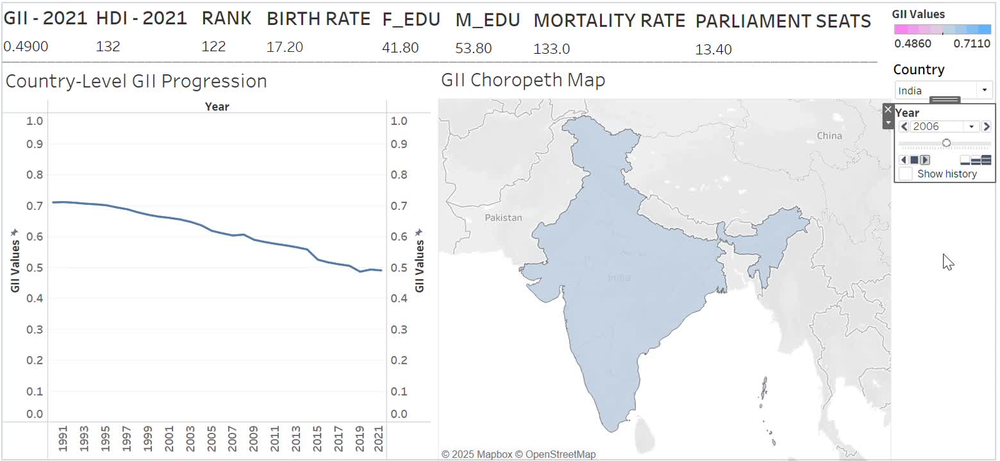 GII - 2021 HDI - 2021 RANK BIRTH RATE F_EDU M_EDU MORTALITY RATE PARLIAMENT SEATS
0.4900 132 122 17.20 41.80 53.80 133.0 13.40
GII Values
0.4860 0.7110
Country
India
Year
2006
Show history
Country-Level GII Progression
Year
1.0 1.0
0.9 0.9
0.8 0.8
0.7 0.7
0.6 0.6
0.5 0.5
0.4 0.4
0.3 0.3
0.2 0.2
0.1 0.1
0.0 0.0
GII Values
GII Values
1991 1993 1995 1997 1999 2001 2003 2005 2007 2009 2011 2013 2015 2017 2019 2021
GII Choropeth Map
China
Pakistan
India
© 2025 Mapbox © OpenStreetMap